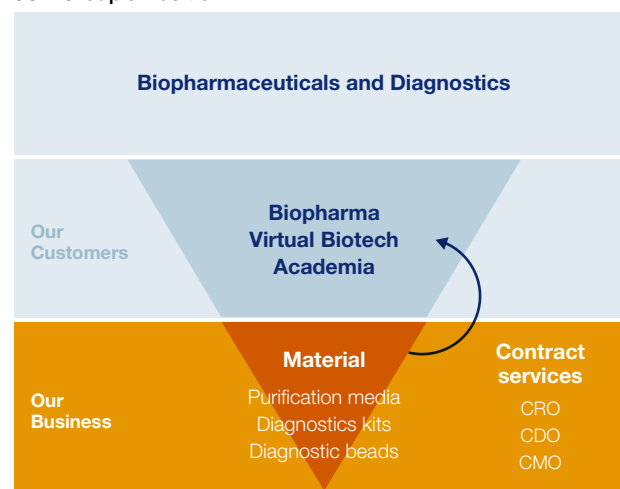 Biopharmaceuticals and Diagnostics
Our
Customers
Biopharma
Virtual Biotech
Academia
Our
Business
Material
Purification media
Diagnostics kits
Diagnostic beads
Contract
services
CRO
CDO
CMO